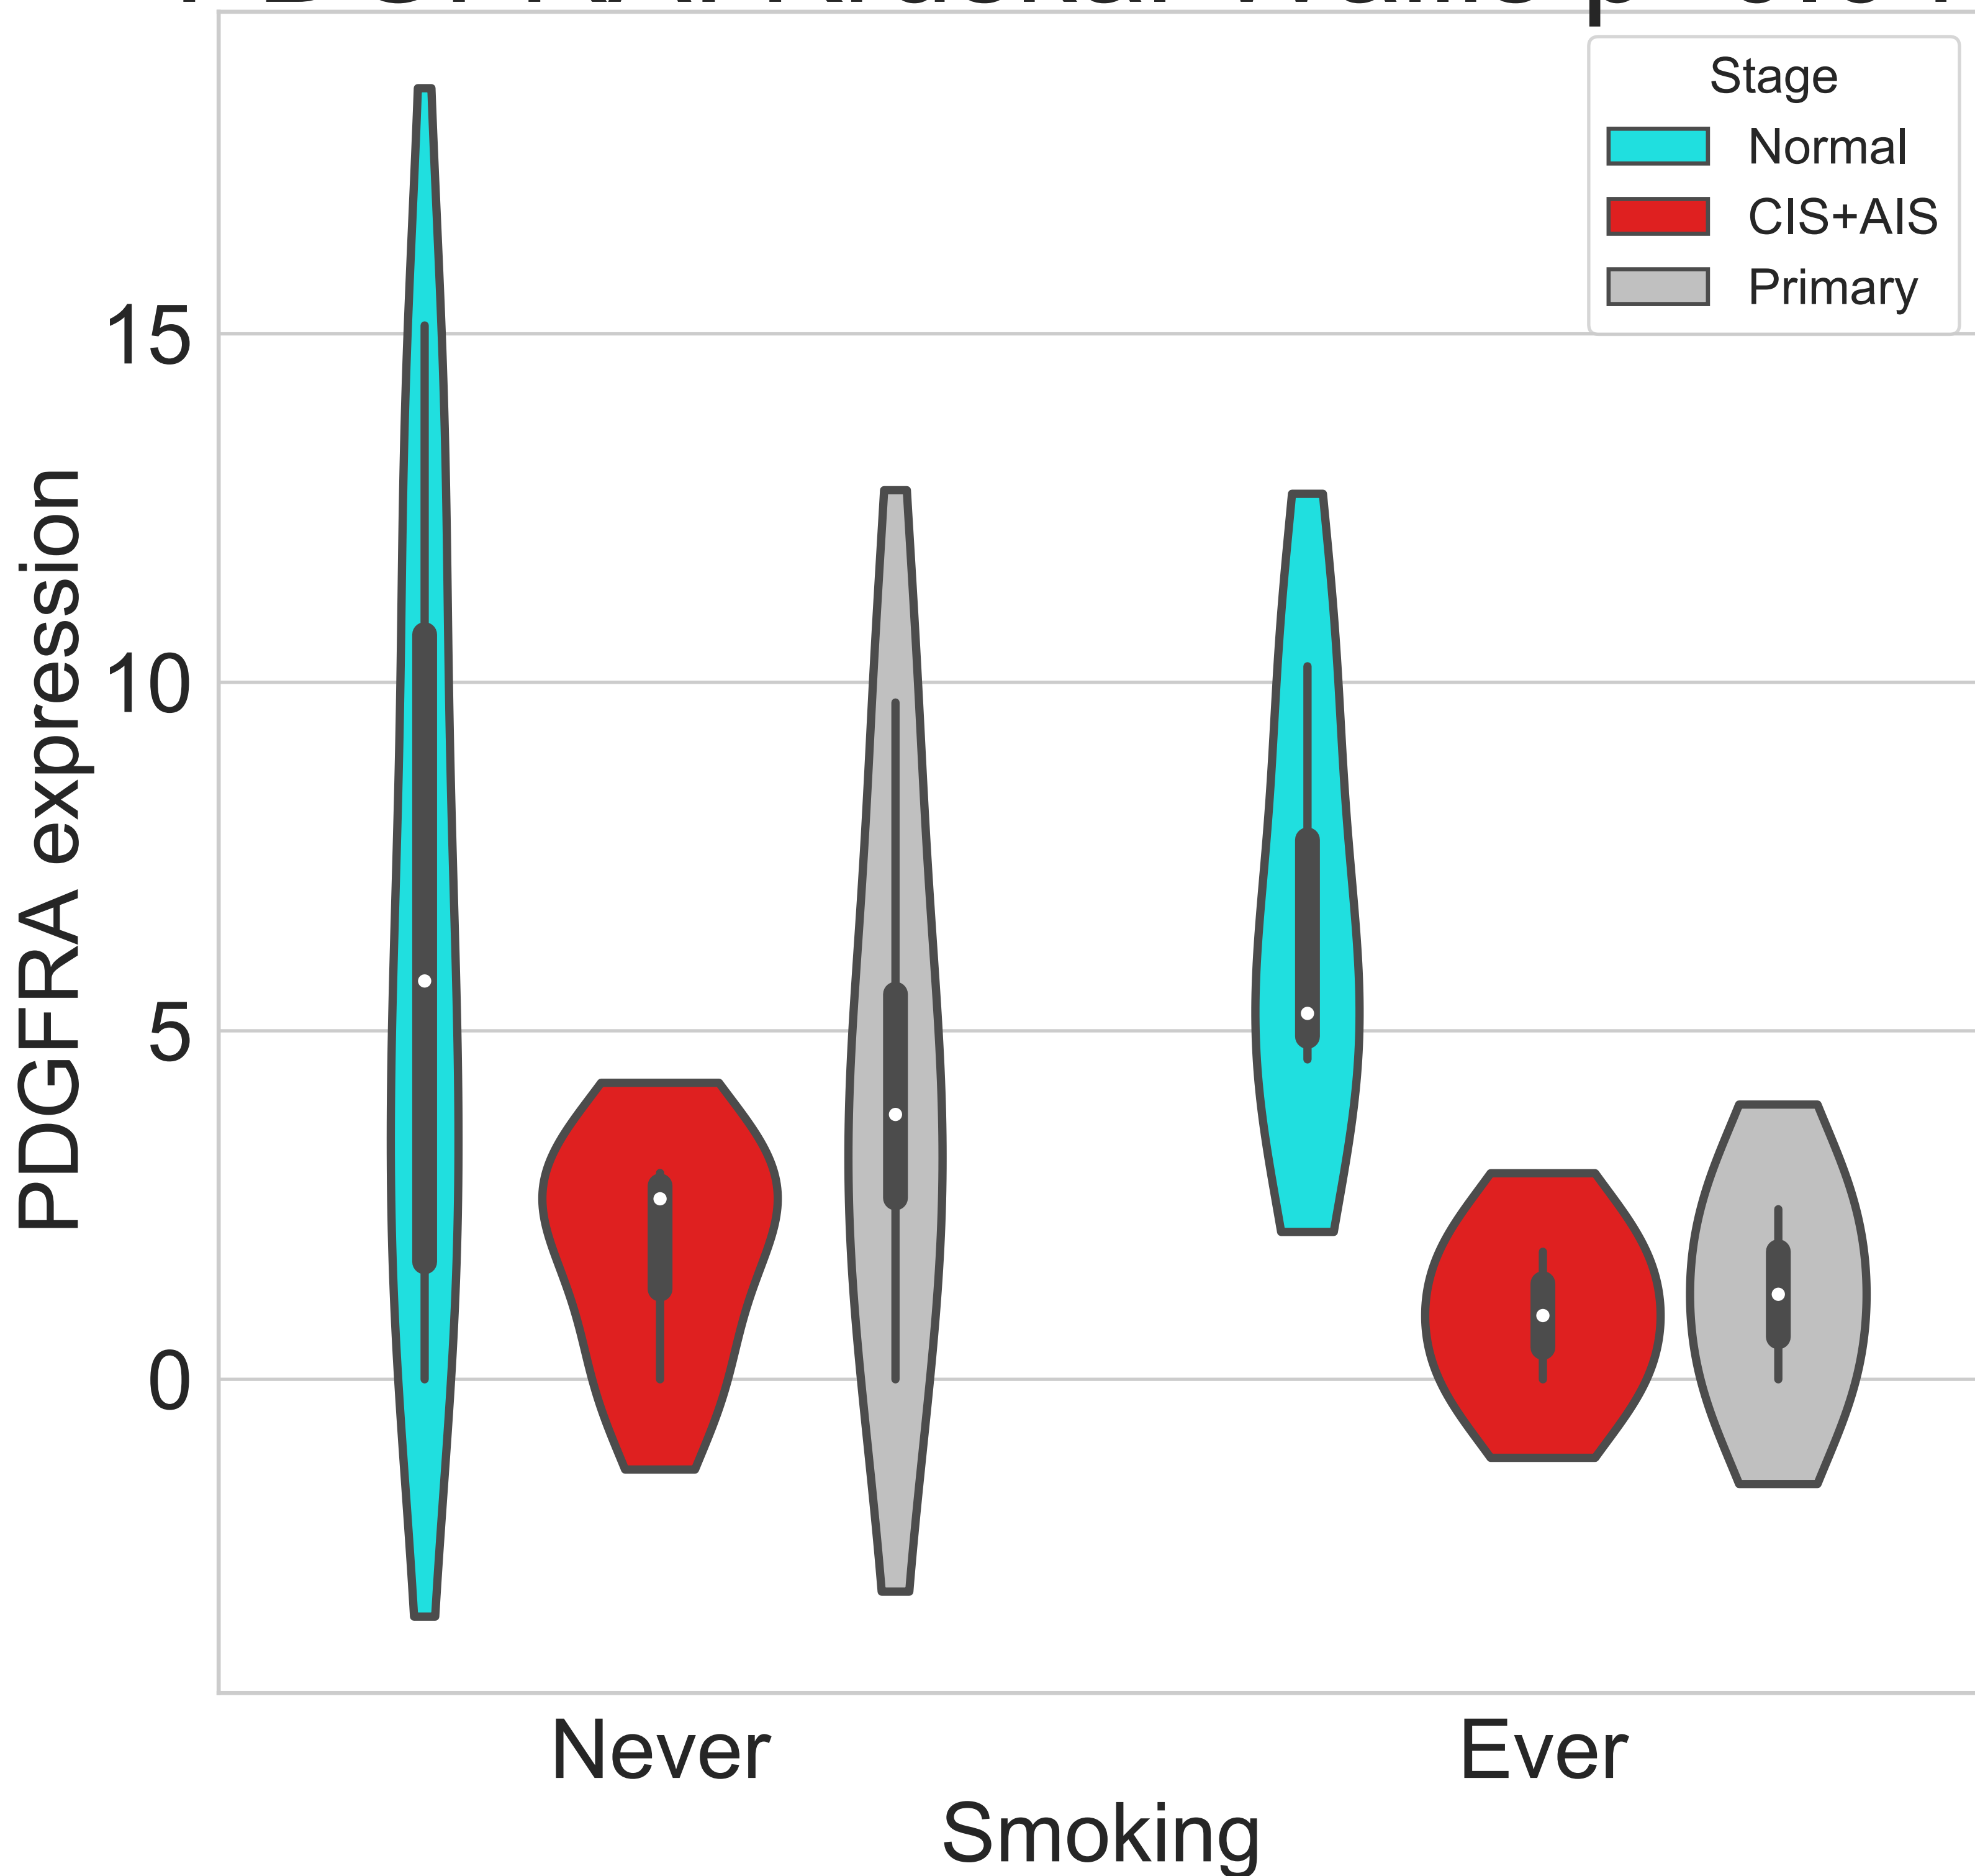 Stage
Normal
CIS+AIS
Primary
15
10
5
0
PDGFRA expression
Never
Ever
Smoking